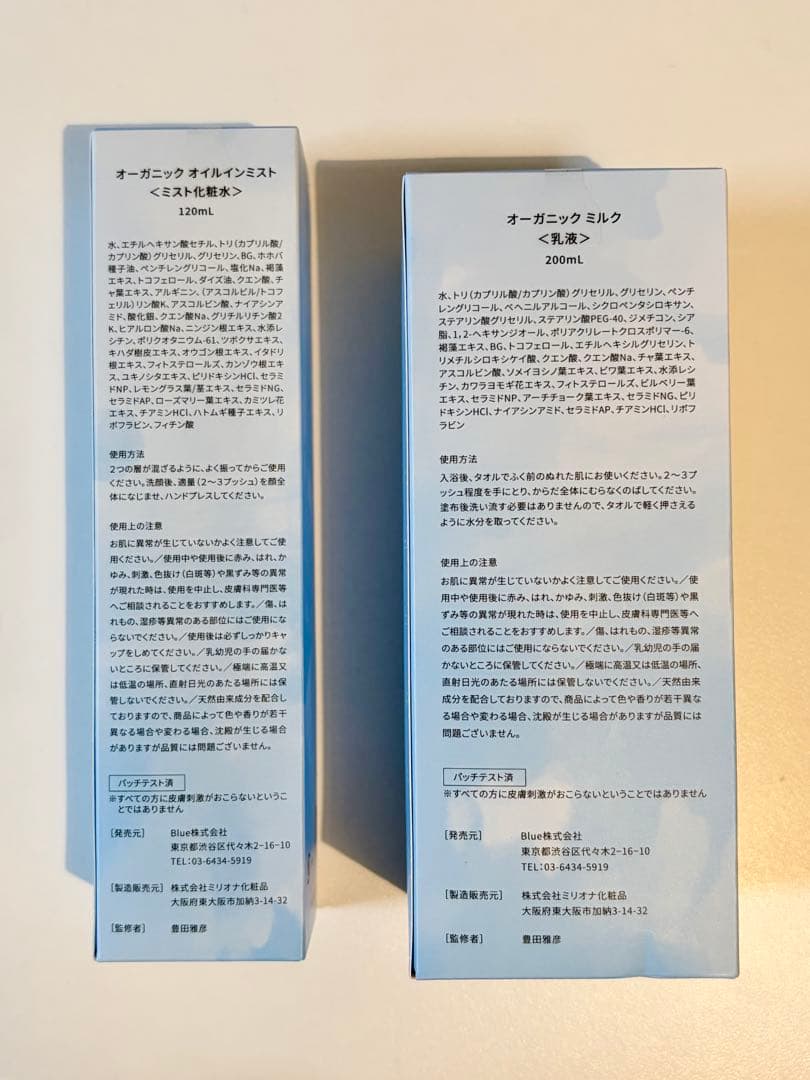 オーガニック オイルインミスト
＜ミスト化粧水＞
120mL
水、エチルヘキサン酸セチル、トリ（カプリル酸/
カプリン酸）グリセリル、グリセリン、BG、ホホバ
種子油、ペンチレングリコール、塩化Na、褐藻
エキス、トコフェロール、ダイズ油、クエン酸、チ
ャ葉エキス、アルギニン、（アスコルビル/トコフ
ェリル）リン酸K、アスコルビン酸、ナイアシンア
ミド、酸化銀、クエン酸Na、グリチルリチン酸2
K、ヒアルロン酸Na、ニンジン根エキス、水添レ
シチン、ポリクオタニウム-61、ツボクサエキス、
キハダ樹皮エキス、オウゴン根エキス、イタドリ
根エキス、フィトステロールズ、カンゾウ根エキ
ス、ユキノシタエキス、ピリドキシンHCl、セラミ
ドNP、レモングラス葉/茎エキス、セラミドNG、
セラミドAP、ローズマリー葉エキス、カミツレ花
エキス、チアミンHCl、ハトムギ種子エキス、リ
ボフラビン、フィチン酸
使用方法
2つの層が混ざるように、よく振ってからご使用
ください。洗顔後、適量（2〜3プッシュ）を顔全
体になじませ、ハンドプレスしてください。
使用上の注意
お肌に異常が生じていないかよく注意してご使
用ください。／使用中や使用後に赤み、はれ、か
ゆみ、刺激、色抜け（白斑等）や黒ずみ等の異常
が現れた時は、使用を中止し、皮膚科専門医等
へご相談されることをおすすめします。／傷、は
れもの、湿疹等異常のある部位にはご使用にな
らないでください。／使用後は必ずしっかりキャ
ップをしめてください。／乳幼児の手の届かな
いところに保管してください。／極端に高温又
は低温の場所、直射日光のあたる場所には保
管しないでください。／天然由来成分を配合し
ておりますので、商品によって色や香りが若干
異なる場合や変わる場合、沈殿が生じる場合
がありますが品質には問題ございません。
パッチテスト済
※すべての方に皮膚刺激がおこらないというこ
とではありません
［発売元］ Blue株式会社
東京都渋谷区代々木2-16-10
TEL：03-6434-5919
［製造販売元］ 株式会社ミリオナ化粧品
大阪府東大阪市加納3-14-32
［監修者］ 豊田雅彦
オーガニック ミルク
＜乳液＞
200mL
水、トリ（カプリル酸/カプリン酸）グリセリル、グリセリン、ペンチ
レングリコール、ベヘニルアルコール、シクロペンタシロキサン、
ステアリン酸グリセリル、ステアリン酸PEG-40、ジメチコン、シア
脂、1,2-ヘキサンジオール、ポリアクリレートクロスポリマー-6、
褐藻エキス、BG、トコフェロール、エチルヘキシルグリセリン、ト
リメチルシロキシケイ酸、クエン酸、クエン酸Na、チャ葉エキス、
アスコルビン酸、ソメイヨシノ葉エキス、ビワ葉エキス、水添レシ
チン、カワラヨモギ花エキス、フィトステロールズ、ビルベリー葉
エキス、セラミドNP、アーチチョーク葉エキス、セラミドNG、ピリ
ドキシンHCl、ナイアシンアミド、セラミドAP、チアミンHCl、リボフ
ラビン
使用方法
入浴後、タオルでふく前のぬれた肌にお使いください。2〜3プ
ッシュ程度を手にとり、からだ全体にむらなくのばしてください。
塗布後洗い流す必要はありませんので、タオルで軽く押さえる
ように水分を取ってください。
使用上の注意
お肌に異常が生じていないかよく注意してご使用ください。／使
用中や使用後に赤み、はれ、かゆみ、刺激、色抜け（白斑等）や黒
ずみ等の異常が現れた時は、使用を中止し、皮膚科専門医等へ
ご相談されることをおすすめします。／傷、はれもの、湿疹等異常
のある部位にはご使用にならないでください。／乳幼児の手の届
かないところに保管してください。／極端に高温又は低温の場所、
直射日光のあたる場所には保管しないでください。／天然由来
成分を配合しておりますので、商品によって色や香りが若干異な
る場合や変わる場合、沈殿が生じる場合がありますが品質には
問題ございません。
パッチテスト済
※すべての方に皮膚刺激がおこらないということではありません
［発売元］ Blue株式会社
東京都渋谷区代々木2-16-10
TEL：03-6434-5919
［製造販売元］ 株式会社ミリオナ化粧品
大阪府東大阪市加納3-14-32
［監修者］ 豊田雅彦